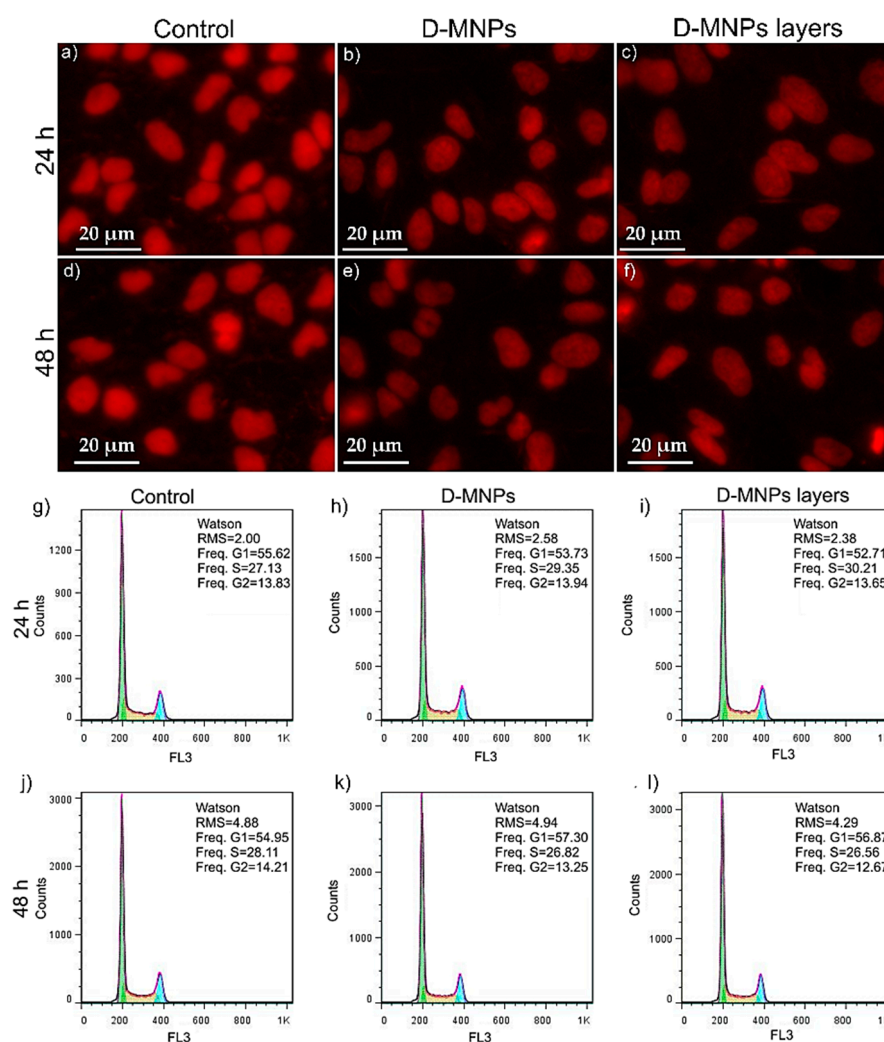 Control D-MNPs D-MNPs layers
24 h
a) b) c)
20 µm 20 µm 20 µm
48 h
d) e) f)
20 µm 20 µm 20 µm
Control D-MNPs D-MNPs layers
24 h
g)
Watson
RMS=2.00
Freq. G1=55.62
Freq. S=27.13
Freq. G2=13.83
Counts
1200
900
600
300
0
0 200 400 600 800 1K
FL3
h)
Watson
RMS=2.58
Freq. G1=53.73
Freq. S=29.35
Freq. G2=13.94
Counts
1500
1000
500
0
0 200 400 600 800 1K
FL3
i)
Watson
RMS=2.38
Freq. G1=52.71
Freq. S=30.21
Freq. G2=13.65
Counts
1500
1000
500
0
0 200 400 600 800
FL3
48 h
j)
Watson
RMS=4.88
Freq. G1=54.95
Freq. S=28.11
Freq. G2=14.21
Counts
3000
2000
1000
0
0 200 400 600 800 1K
FL3
k)
Watson
RMS=4.94
Freq. G1=57.30
Freq. S=26.82
Freq. G2=13.25
Counts
3000
2000
1000
0
0 200 400 600 800 1K
FL3
l)
Watson
RMS=4.29
Freq. G1=56.87
Freq. S=26.56
Freq. G2=12.67
Counts
3000
2000
1000
0
0 200 400 600 800
FL3